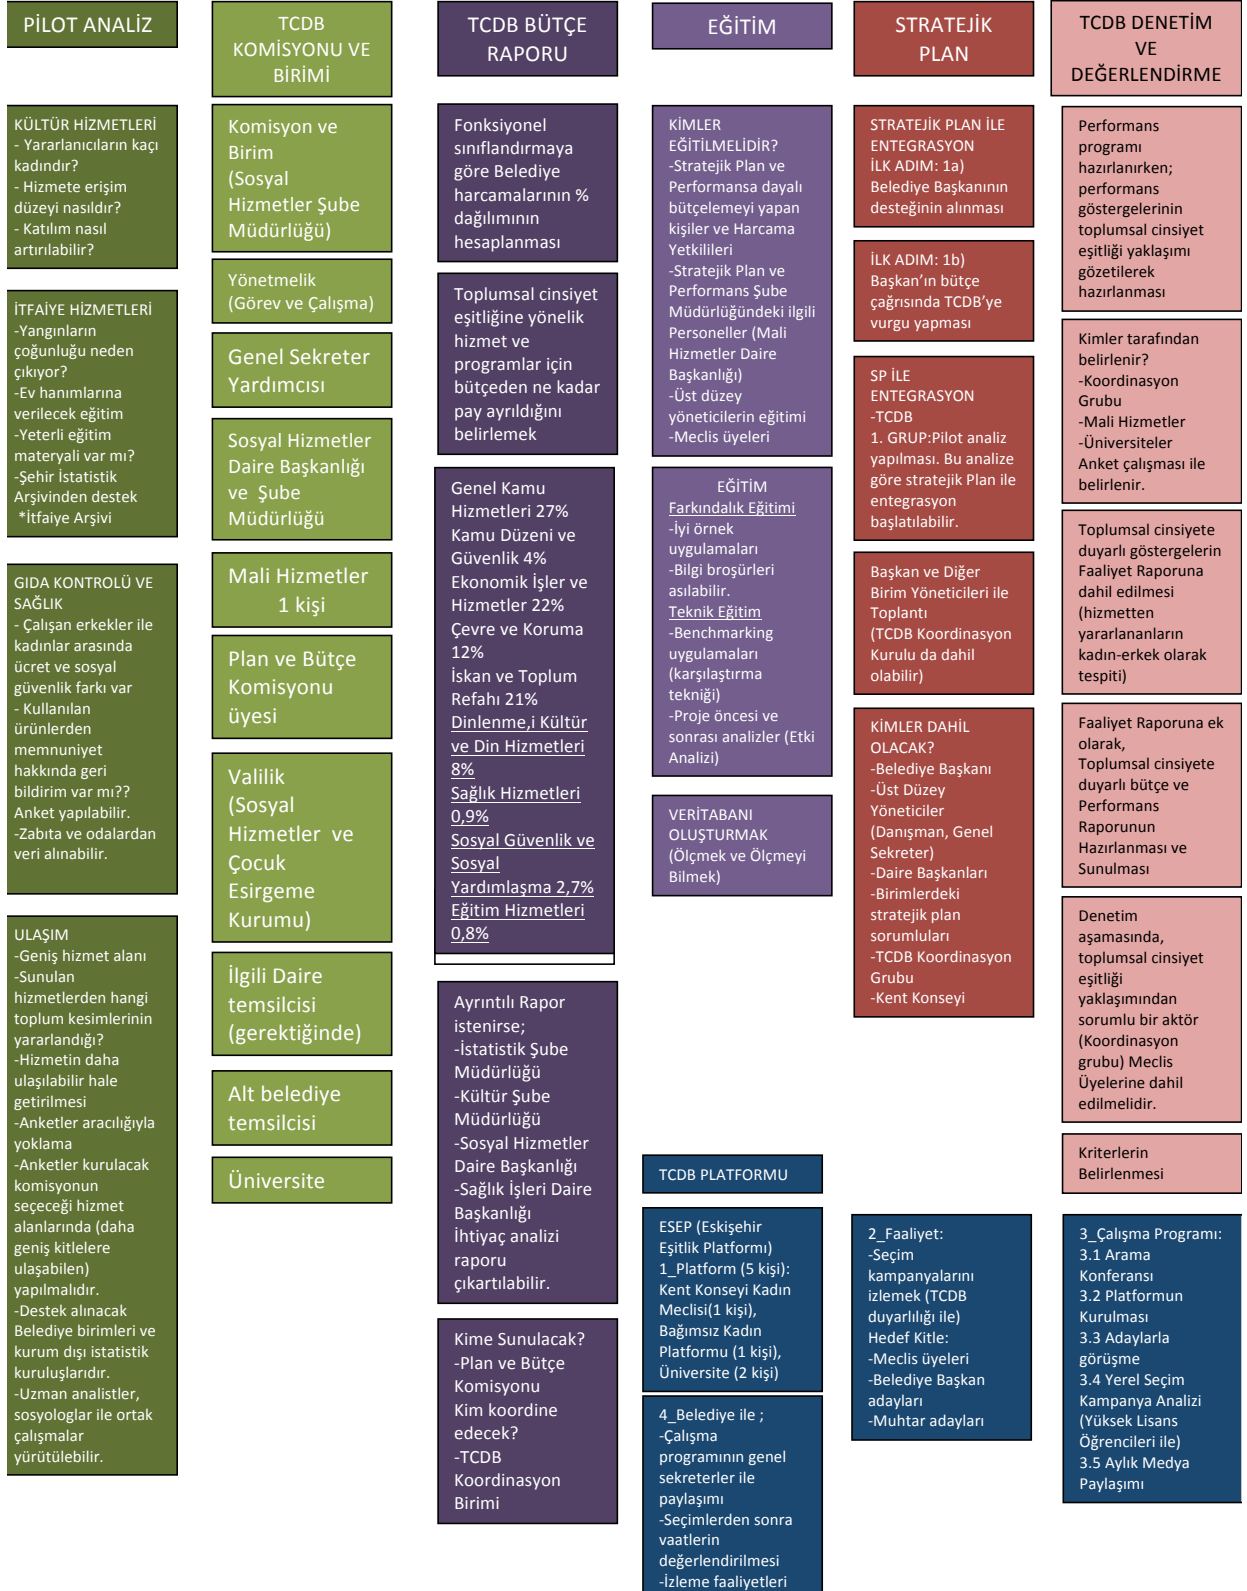 PİLOT ANALİZ
KÜLTÜR HİZMETLERİ
- Yararlanıcıların kaçı
kadındır?
- Hizmete erişim
düzeyi nasıldır?
- Katılım nasıl
artırılabilir?
İTFAİYE HİZMETLERİ
-Yangınların
çoğunluğu neden
çıkıyor?
-Ev hanımlarına
verilecek eğitim
-Yeterli eğitim
materyali var mı?
-Şehir İstatistik
Arşivinden destek
*İtfaiye Arşivi
GIDA KONTROLÜ VE
SAĞLIK
- Çalışan erkekler ile
kadınlar arasında
ücret ve sosyal
güvenlik farkı var
- Kullanılan
ürünlerden
memnuniyet
hakkında geri
bildirim var mı??
Anket yapılabilir.
-Zabıta ve odalardan
veri alınabilir.
ULAŞIM
-Geniş hizmet alanı
-Sunulan
hizmetlerden hangi
toplum kesimlerinin
yararlandığı?
-Hizmetin daha
ulaşılabilir hale
getirilmesi
-Anketler aracılığıyla
yoklama
-Anketler kurulacak
komisyonun
seçeceği hizmet
alanlarında (daha
geniş kitlelere
ulaşabilen)
yapılmalıdır.
-Destek alınacak
Belediye birimleri ve
kurum dışı istatistik
kuruluşlarıdır.
-Uzman analistler,
sosyologlar ile ortak
çalışmalar
yürütülebilir.
TCDB
KOMİSYONU VE
BİRİMİ
Komisyon ve
Birim
(Sosyal
Hizmetler Şube
Müdürlüğü)
Yönetmelik
(Görev ve Çalışma)
Genel Sekreter
Yardımcısı
Sosyal Hizmetler
Daire Başkanlığı
ve Şube
Müdürlüğü
Mali Hizmetler
1 kişi
Plan ve Bütçe
Komisyonu
üyesi
Valilik
(Sosyal
Hizmetler ve
Çocuk
Esirgeme
Kurumu)
İlgili Daire
temsilcisi
(gerektiğinde)
Alt belediye
temsilcisi
Üniversite
TCDB BÜTÇE
RAPORU
Fonksiyonel
sınıflandırmaya
göre Belediye
harcamalarının %
dağılımının
hesaplanması
Toplumsal cinsiyet
eşitliğine yönelik
hizmet ve
programlar için
bütçeden ne kadar
pay ayrıldığını
belirlemek
Genel Kamu
Hizmetleri 27%
Kamu Düzeni ve
Güvenlik 4%
Ekonomik İşler ve
Hizmetler 22%
Çevre ve Koruma
12%
İskan ve Toplum
Refahı 21%
Dinlenme,i Kültür
ve Din Hizmetleri
8%
Sağlık Hizmetleri
0,9%
Sosyal Güvenlik ve
Sosyal
Yardımlaşma 2,7%
Eğitim Hizmetleri
0,8%
Ayrıntılı Rapor
istenirse;
-İstatistik Şube
Müdürlüğü
-Kültür Şube
Müdürlüğü
-Sosyal Hizmetler
Daire Başkanlığı
-Sağlık İşleri Daire
Başkanlığı
İhtiyaç analizi
raporu
çıkartılabilir.
Kime Sunulacak?
-Plan ve Bütçe
Komisyonu
Kim koordine
edecek?
-TCDB
Koordinasyon
Birimi
EĞİTİM
KİMLER
EĞİTİLMELİDİR?
-Stratejik Plan ve
Performansa dayalı
bütçelemeyi yapan
kişiler ve Harcama
Yetkilileri
-Stratejik Plan ve
Performans Şube
Müdürlüğündeki ilgili
Personeller (Mali
Hizmetler Daire
Başkanlığı)
-Üst düzey
yöneticilerin eğitimi
-Meclis üyeleri
EĞİTİM
Farkındalık Eğitimi
-İyi örnek
uygulamaları
-Bilgi broşürleri
asılabilir.
Teknik Eğitim
-Benchmarking
uygulamaları
(karşılaştırma
tekniği)
-Proje öncesi ve
sonrası analizler (Etki
Analizi)
VERİTABANI
OLUŞTURMAK
(Ölçmek ve Ölçmeyi
Bilmek)
STRATEJİK
PLAN
STRATEJİK PLAN İLE
ENTEGRASYON
İLK ADIM: 1a)
Belediye Başkanının
desteğinin alınması
İLK ADIM: 1b)
Başkan’ın bütçe
çağrısında TCDB’ye
vurgu yapması
SP İLE
ENTEGRASYON
-TCDB
1. GRUP:Pilot analiz
yapılması. Bu analize
göre stratejik Plan ile
entegrasyon
başlatılabilir.
Başkan ve Diğer
Birim Yöneticileri ile
Toplantı
(TCDB Koordinasyon
Kurulu da dahil
olabilir)
KİMLER DAHİL
OLACAK?
-Belediye Başkanı
-Üst Düzey
Yöneticiler
(Danışman, Genel
Sekreter)
-Daire Başkanları
-Birimlerdeki
stratejik plan
sorumluları
-TCDB Koordinasyon
Grubu
-Kent Konseyi
TCDB DENETİM
VE
DEĞERLENDİRME
Performans
programı
hazırlanırken;
performans
göstergelerinin
toplumsal cinsiyet
eşitliği yaklaşımı
gözetilerek
hazırlanması
Kimler tarafından
belirlenir?
-Koordinasyon
Grubu
-Mali Hizmetler
-Üniversiteler
Anket çalışması ile
belirlenir.
Toplumsal cinsiyete
duyarlı göstergelerin
Faaliyet Raporuna
dahil edilmesi
(hizmetten
yararlananların
kadın-erkek olarak
tespiti)
Faaliyet Raporuna ek
olarak,
Toplumsal cinsiyete
duyarlı bütçe ve
Performans
Raporunun
Hazırlanması ve
Sunulması
Denetim
aşamasında,
toplumsal cinsiyet
eşitliği
yaklaşımından
sorumlu bir aktör
(Koordinasyon
grubu) Meclis
Üyelerine dahil
edilmelidir.
Kriterlerin
Belirlenmesi
TCDB PLATFORMU
ESEP (Eskişehir
Eşitlik Platformı)
1_Platform (5 kişi):
Kent Konseyi Kadın
Meclisi(1 kişi),
Bağımsız Kadın
Platformu (1 kişi),
Üniversite (2 kişi)
4_Belediye ile ;
-Çalışma
programının genel
sekreterler ile
paylaşımı
-Seçimlerden sonra
vaatlerin
değerlendirilmesi
-İzleme faaliyetleri
2_Faaliyet:
-Seçim
kampanyalarını
izlemek (TCDB
duyarlılığı ile)
Hedef Kitle:
-Meclis üyeleri
-Belediye Başkan
adayları
-Muhtar adayları
3_Çalışma Programı:
3.1 Arama
Konferansı
3.2 Platformun
Kurulması
3.3 Adaylarla
görüşme
3.4 Yerel Seçim
Kampanya Analizi
(Yüksek Lisans
Öğrencileri ile)
3.5 Aylık Medya
Paylaşımı